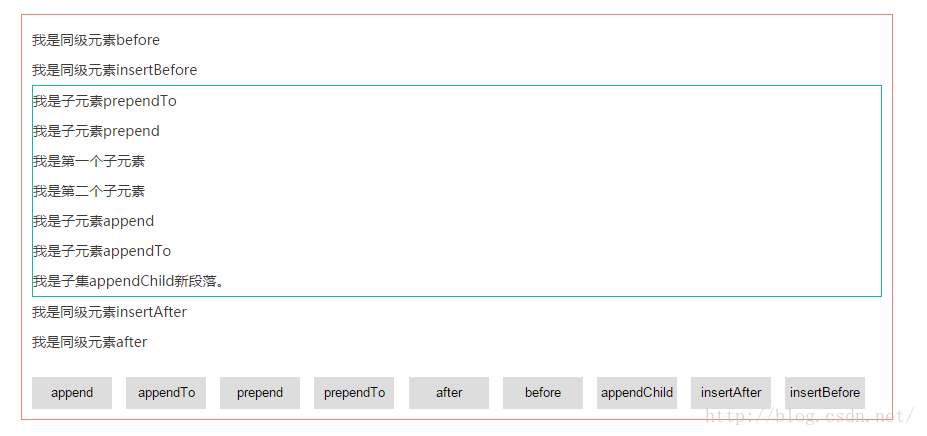 我是同级元素before
我是同级元素insertBefore
我是子元素prependTo
我是子元素prepend
我是第一个子元素
我是第二个子元素
我是子元素append
我是子元素appendTo
我是子集appendChild新段落。
我是同级元素insertAfter
我是同级元素after
append appendTo prepend prependTo after before appendChild insertAfter insertBefore
http://blog.csdn.net/